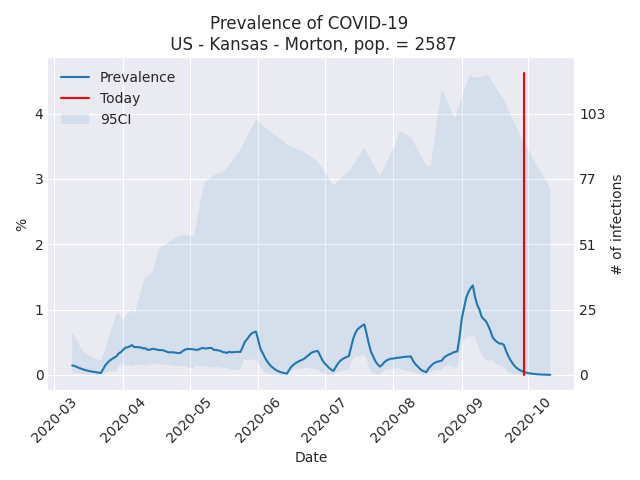 Prevalence of COVID-19
US - Kansas - Morton, pop. = 2587
Prevalence
Today
95CI
%
4
3
2
1
0
103
77
51
25
0
# of infections
2020-03
2020-04
2020-05
2020-06
2020-07
2020-08
2020-09
2020-10
Date